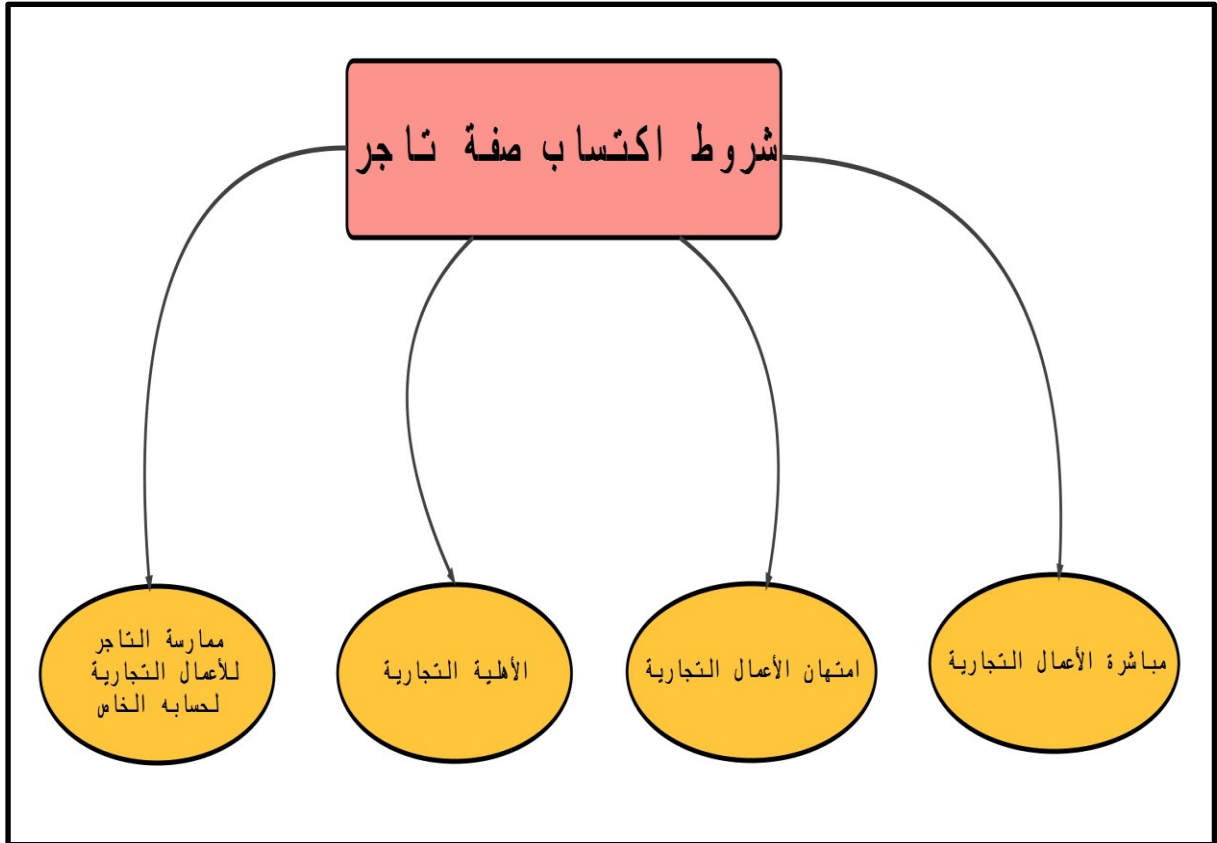 شروط اكتساب صفة تاجر
مباشرة الأعمال التجارية
امتهان الأعمال التجارية
الأهلية التجارية
ممارسة التاجر
للأعمال التجارية
لحسابه الخاص